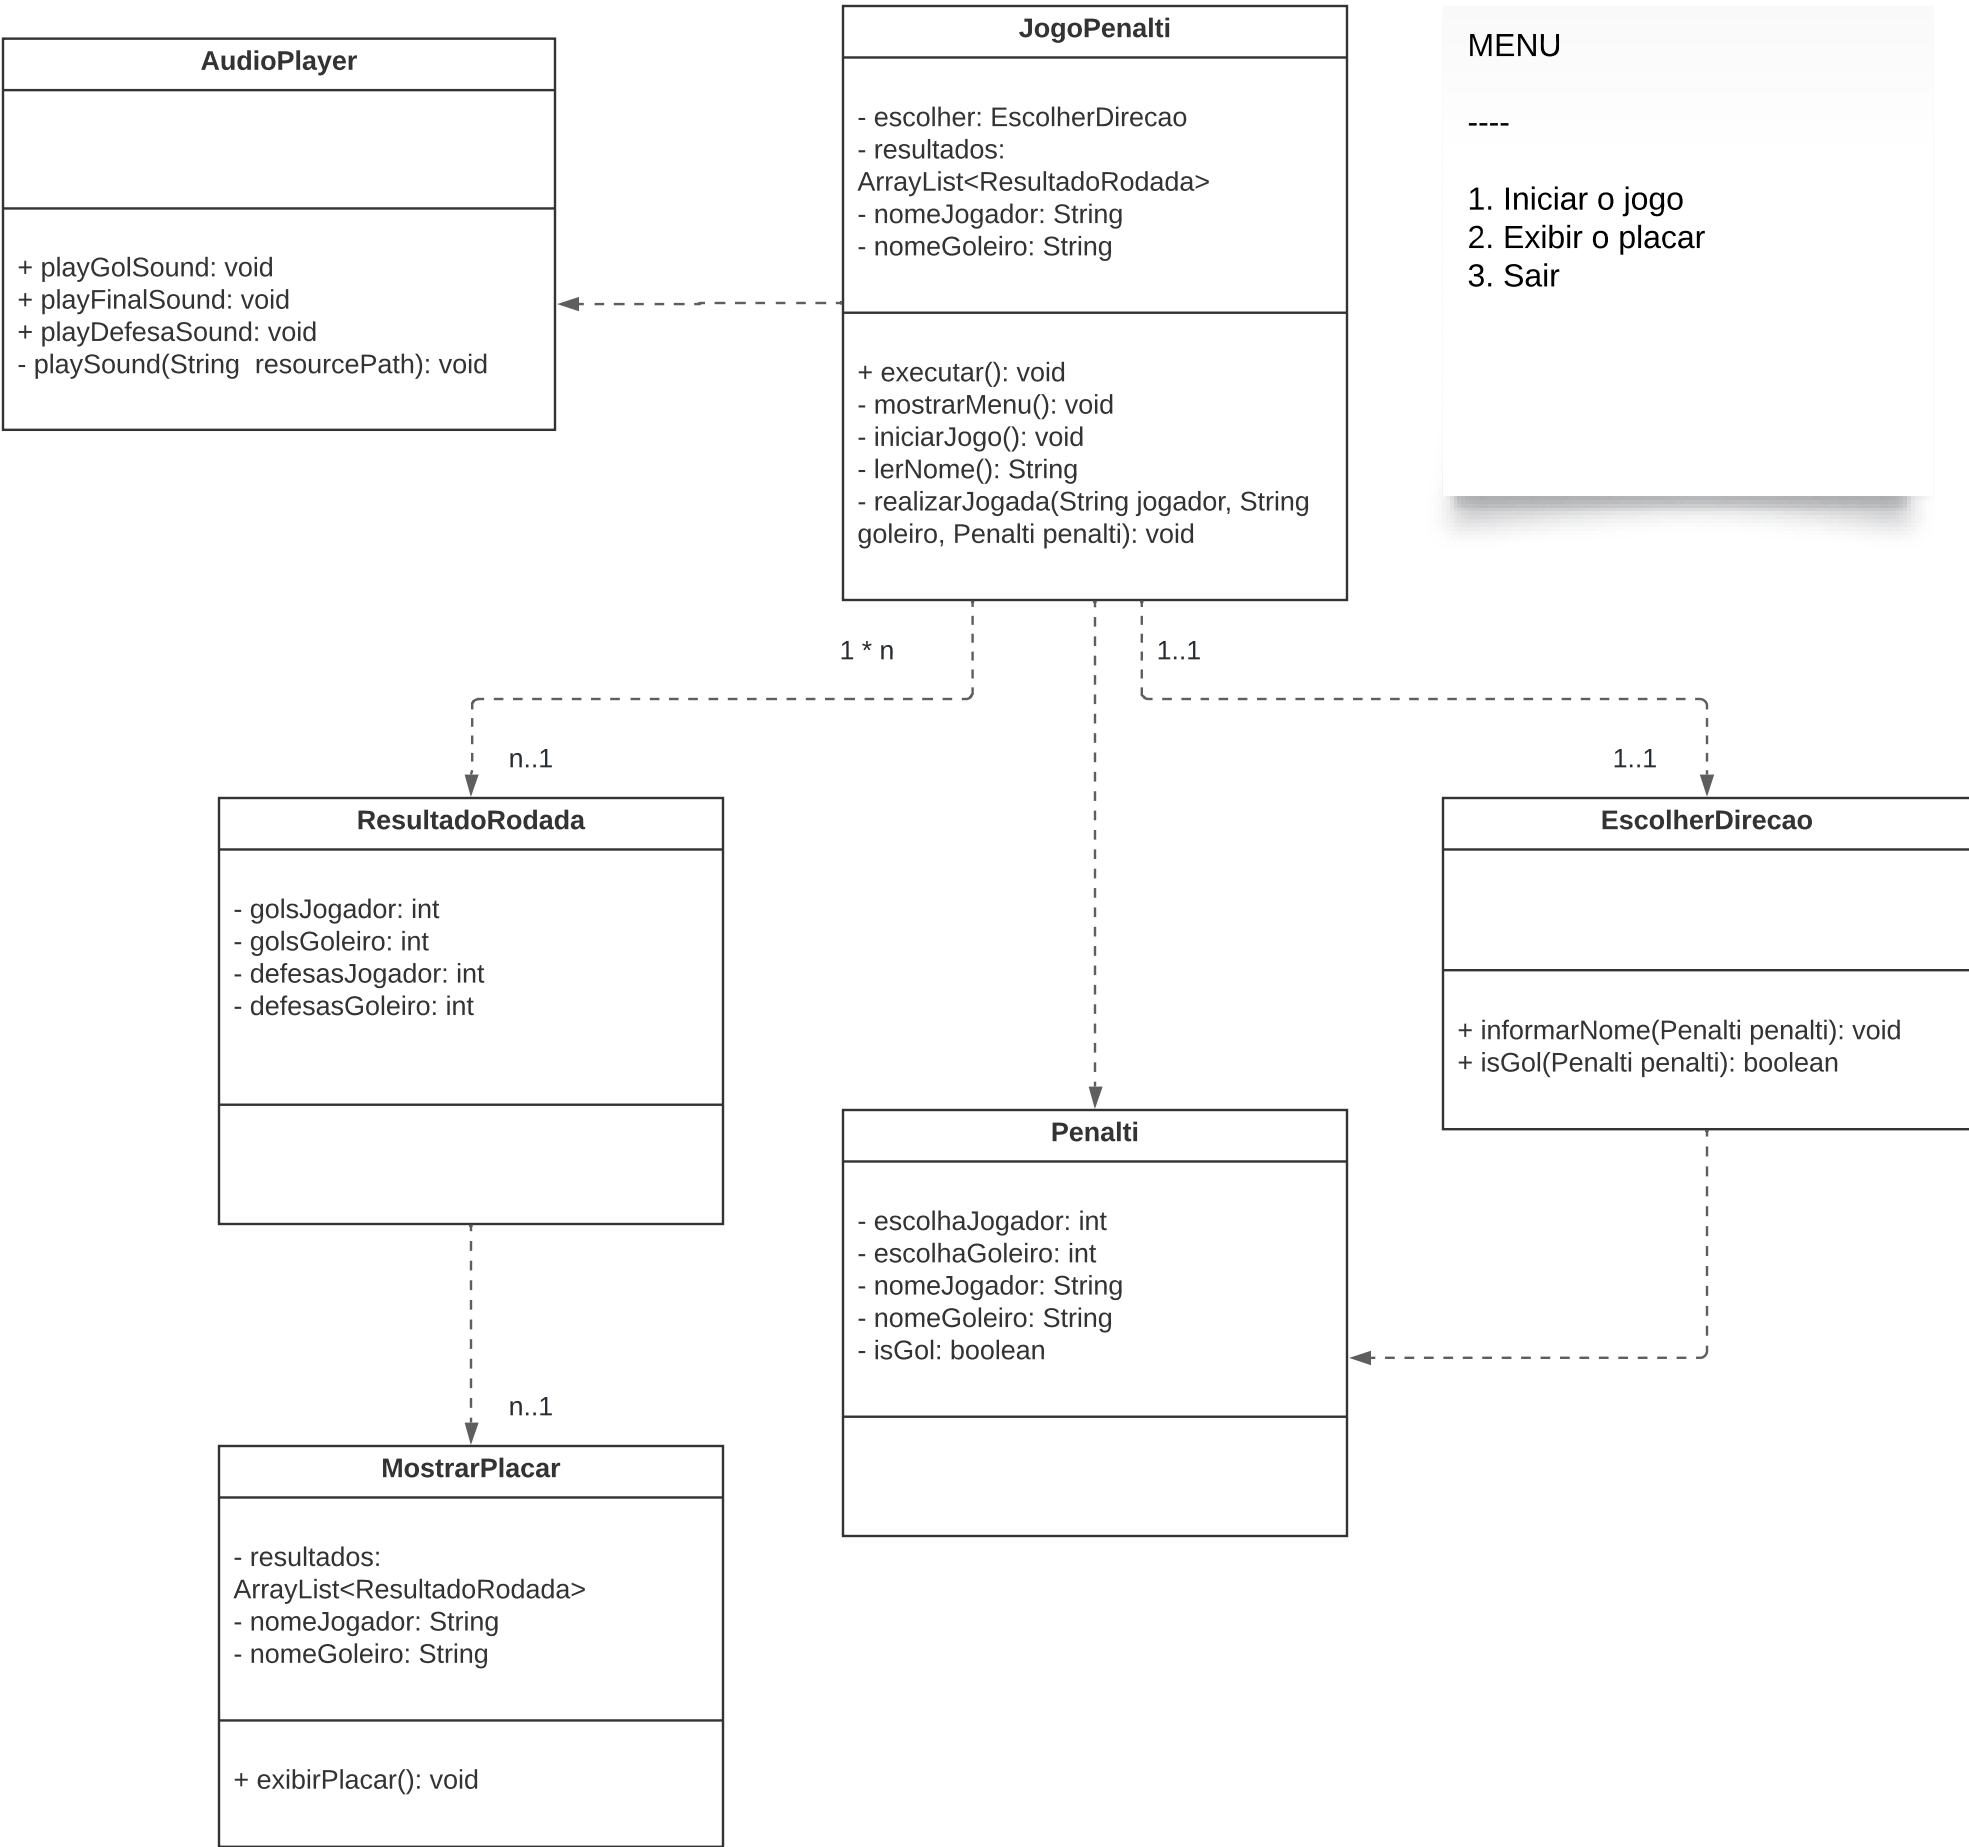 AudioPlayer
+ playGolSound: void
+ playFinalSound: void
+ playDefesaSound: void
- playSound(String  resourcePath): void
JogoPenalti
- escolher: EscolherDirecao
- resultados:
ArrayList<ResultadoRodada>
- nomeJogador: String
- nomeGoleiro: String
+ executar(): void
- mostrarMenu(): void
- iniciarJogo(): void
- lerNome(): String
- realizarJogada(String jogador, String
goleiro, Penalti penalti): void
MENU
----
1. Iniciar o jogo
2. Exibir o placar
3. Sair
1 * n
1..1
n..1
1..1
ResultadoRodada
- golsJogador: int
- golsGoleiro: int
- defesasJogador: int
- defesasGoleiro: int
EscolherDirecao
+ informarNome(Penalti penalti): void
+ isGol(Penalti penalti): boolean
Penalti
- escolhaJogador: int
- escolhaGoleiro: int
- nomeJogador: String
- nomeGoleiro: String
- isGol: boolean
n..1
MostrarPlacar
- resultados:
ArrayList<ResultadoRodada>
- nomeJogador: String
- nomeGoleiro: String
+ exibirPlacar(): void